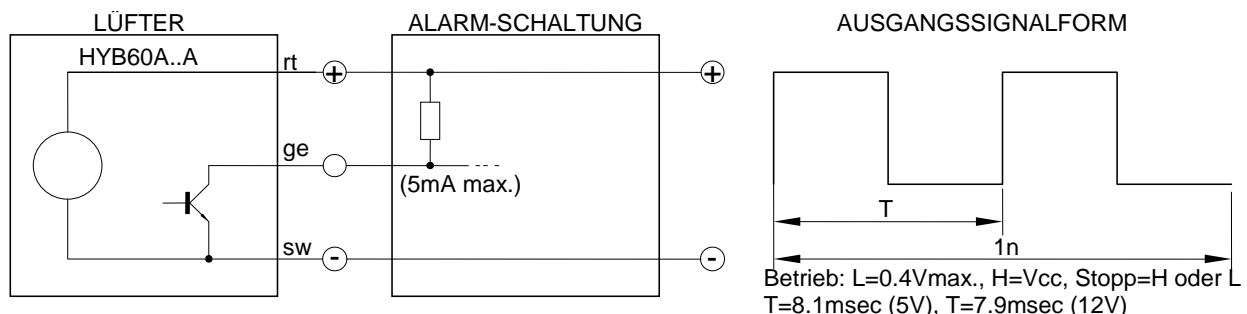 LÜFTER
HYB60A..A
rt
ge
sw
+
-
ALARM-SCHALTUNG
(5mA max.)
+
-
AUSGANGSSIGNALFORM
T
1n
Betrieb: L=0.4Vmax., H=Vcc, Stopp=H oder L
T=8.1msec (5V), T=7.9msec (12V)